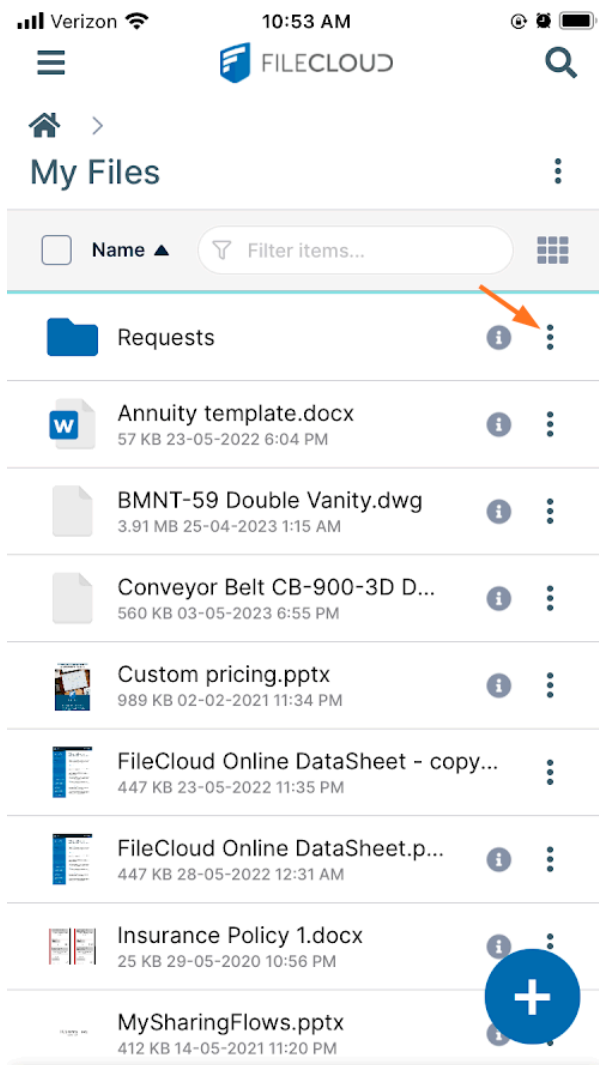 Verizon 10:53 AM
FILECLOUD
My Files
Name Filter items...
Requests
Annuity template.docx
57 KB 23-05-2022 6:04 PM
BMNT-59 Double Vanity.dwg
3.91 MB 25-04-2023 1:15 AM
Conveyor Belt CB-900-3D D...
560 KB 03-05-2023 6:55 PM
Custom pricing.pptx
989 KB 02-02-2021 11:34 PM
FileCloud Online DataSheet - copy...
447 KB 23-05-2022 11:35 PM
FileCloud Online DataSheet.p...
447 KB 28-05-2022 12:31 AM
Insurance Policy 1.docx
25 KB 29-05-2020 10:56 PM
MySharingFlows.pptx
412 KB 14-05-2021 11:20 PM